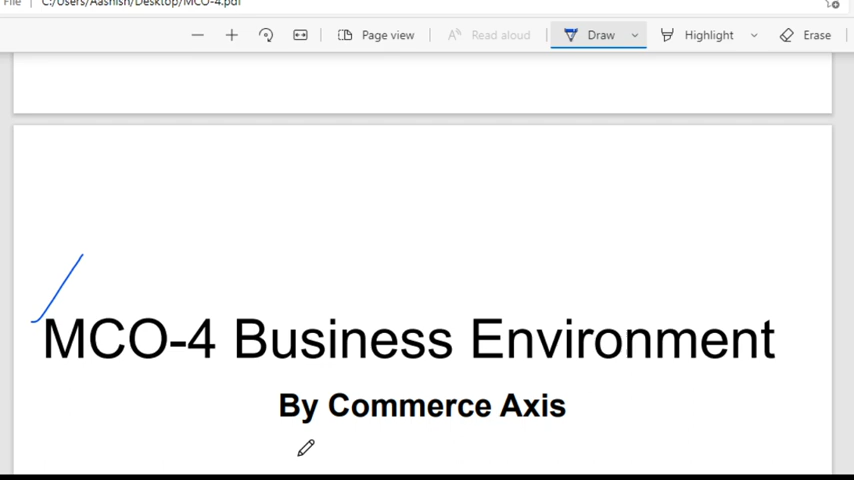 File C:/Users/Aashish/Desktop/MCO-4.pdf
Page view Read aloud Draw Highlight Erase
MCO-4 Business Environment
By Commerce Axis